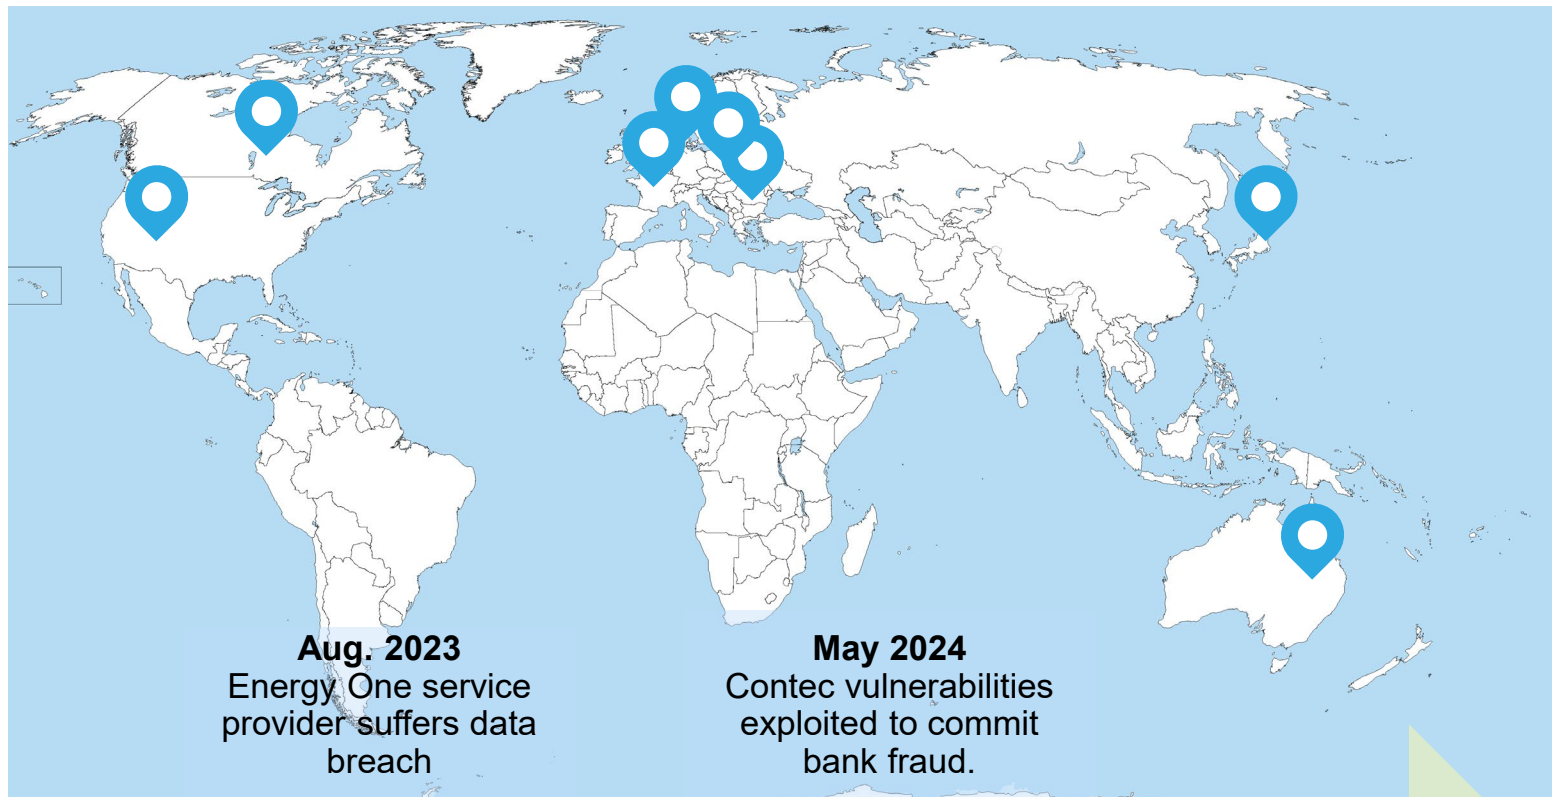 Aug. 2023
Energy One service
provider suffers data
breach
May 2024
Contec vulnerabilities
exploited to commit
bank fraud.